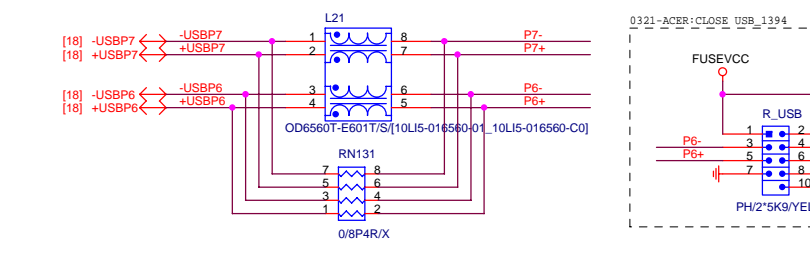 L21
0321-ACER:CLOSE USB_1394
[18] -USBP7 -USBP7 1 8 P7-
[18] +USBP7 +USBP7 2 7 P7+
FUSEVCC
[18] -USBP6 -USBP6 3 6 P6-
[18] +USBP6 +USBP6 4 5 P6+
OD6560T-E601T/S/[10LI5-016560-01_10LI5-016560-C0]
R_USB
1 2
P6- 3 4
P6+ 5 6
7 8
10
PH/2*5K9/YEL
RN131
7 8
5 6
3 4
1 2
0/8P4R/X